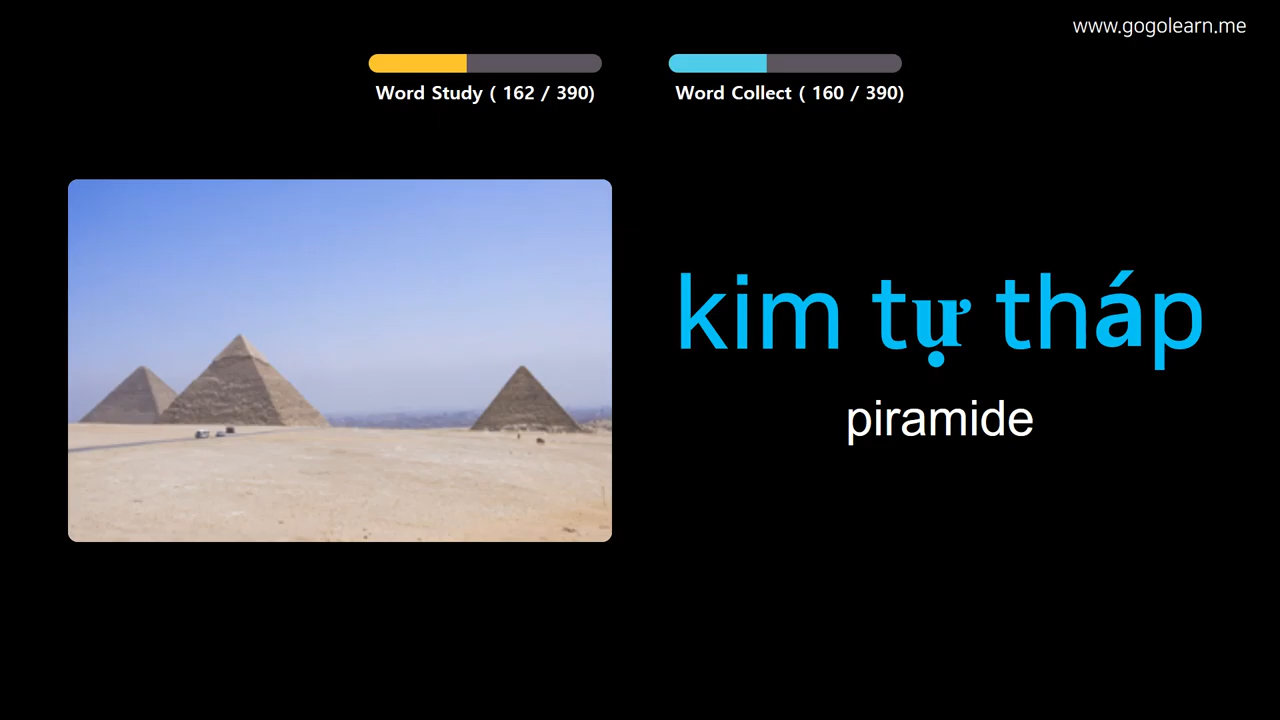 www.gogolearn.me
Word Study ( 162 / 390)
Word Collect ( 160 / 390)
kim tự tháp
piramide